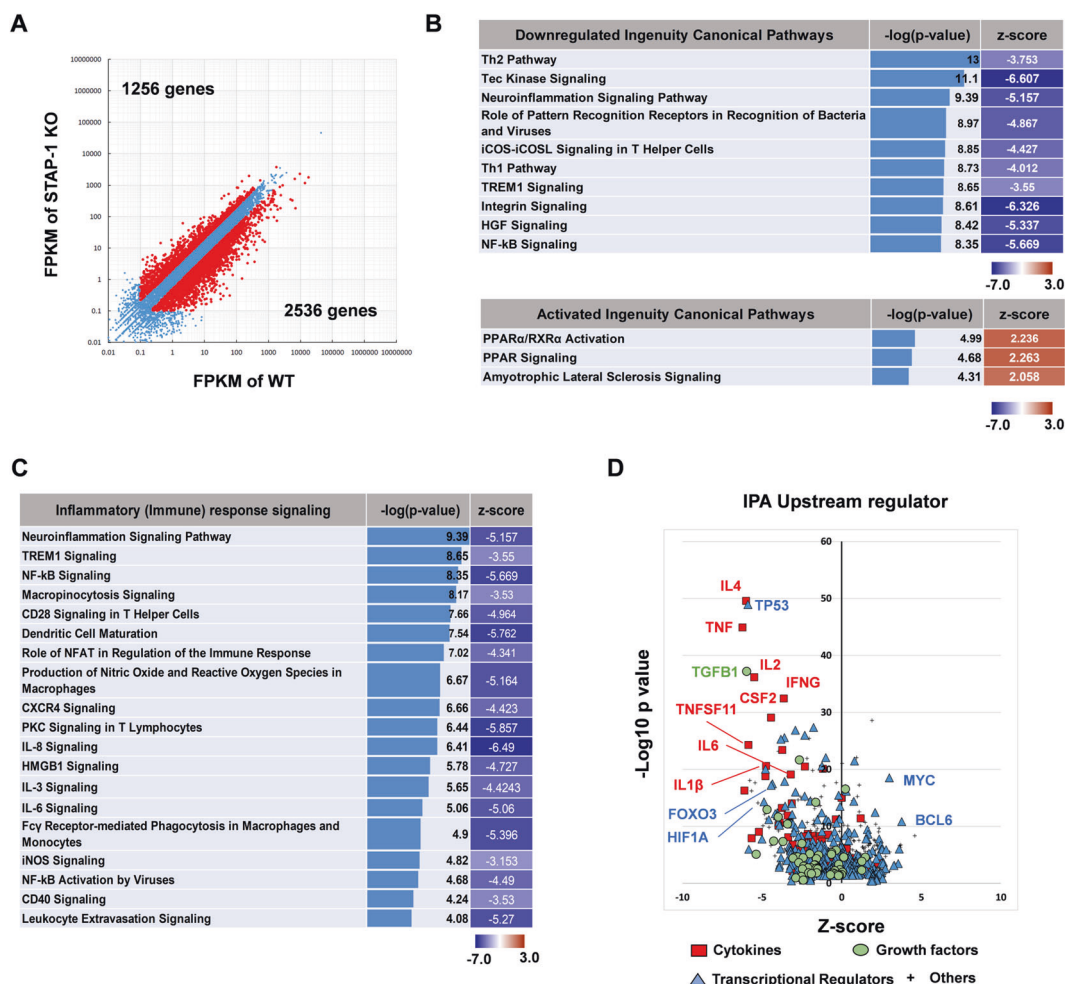 A
10000000
1000000
100000
10000
1000
100
10
1
0.1
0.01
FPKM of STAP-1 KO
1256 genes
2536 genes
0.01 0.1 1 10 100 1000 10000 100000 1000000 10000000
FPKM of WT
B
Downregulated Ingenuity Canonical Pathways -log(p-value) z-score
Th2 Pathway 13 -3.753
Tec Kinase Signaling 11.1 -6.607
Neuroinflammation Signaling Pathway 9.39 -5.157
Role of Pattern Recognition Receptors in Recognition of Bacteria
and Viruses 8.97 -4.867
iCOS-iCOSL Signaling in T Helper Cells 8.85 -4.427
Th1 Pathway 8.73 -4.012
TREM1 Signaling 8.65 -3.55
Integrin Signaling 8.61 -6.326
HGF Signaling 8.42 -5.337
NF-kB Signaling 8.35 -5.669
-7.0 3.0
Activated Ingenuity Canonical Pathways -log(p-value) z-score
PPARα/RXRα Activation 4.99 2.236
PPAR Signaling 4.68 2.263
Amyotrophic Lateral Sclerosis Signaling 4.31 2.058
-7.0 3.0
C
Inflammatory (Immune) response signaling -log(p-value) z-score
Neuroinflammation Signaling Pathway 9.39 -5.157
TREM1 Signaling 8.65 -3.55
NF-kB Signaling 8.35 -5.669
Macropinocytosis Signaling 8.17 -3.53
CD28 Signaling in T Helper Cells 7.66 -4.964
Dendritic Cell Maturation 7.54 -5.762
Role of NFAT in Regulation of the Immune Response 7.02 -4.341
Production of Nitric Oxide and Reactive Oxygen Species in
Macrophages 6.67 -5.164
CXCR4 Signaling 6.66 -4.423
PKC Signaling in T Lymphocytes 6.44 -5.857
IL-8 Signaling 6.41 -6.49
HMGB1 Signaling 5.78 -4.727
IL-3 Signaling 5.65 -4.4243
IL-6 Signaling 5.06 -5.06
Fcγ Receptor-mediated Phagocytosis in Macrophages and
Monocytes 4.9 -5.396
iNOS Signaling 4.82 -3.153
NF-kB Activation by Viruses 4.68 -4.49
CD40 Signaling 4.24 -3.53
Leukocyte Extravasation Signaling 4.08 -5.27
-7.0 3.0
D
IPA Upstream regulator
60
50
40
30
20
10
0
-Log10 p value
IL4
TP53
TNF
TGFB1
IL2
IFNG
CSF2
TNFSF11
IL6
IL1β
MYC
FOXO3
BCL6
HIF1A
-10 -5 0 5 10
Z-score
Cytokines Growth factors
Transcriptional Regulators + Others